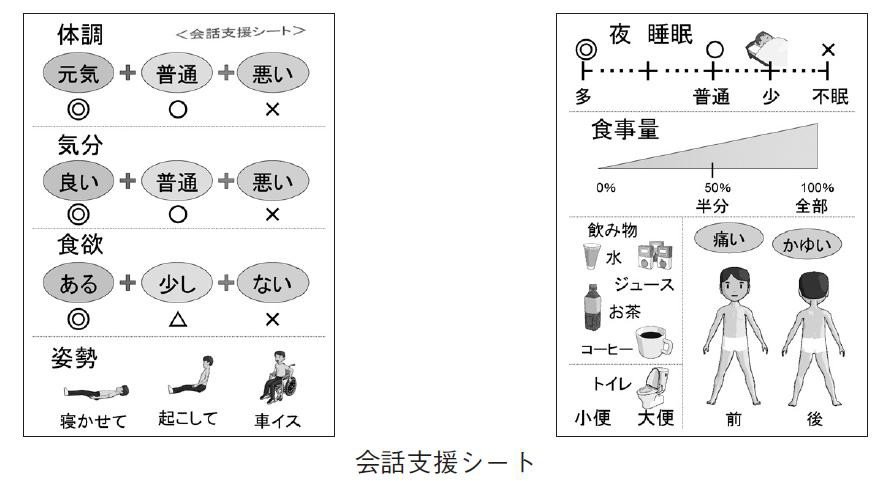 体調 <会話支援シート>
元気 + 普通 + 悪い
◎ ○ ×
気分
良い + 普通 + 悪い
◎ ○ ×
食欲
ある + 少し + ない
◎ △ ×
姿勢
寝かせて 起こして 車イス
夜 睡眠
◎ ○ ×
多 普通 少 不眠
食事量
0% 50% 100%
半分 全部
飲み物
水
ジュース
お茶
コーヒー
トイレ
小便 大便
痛い かゆい
前 後
会話支援シート